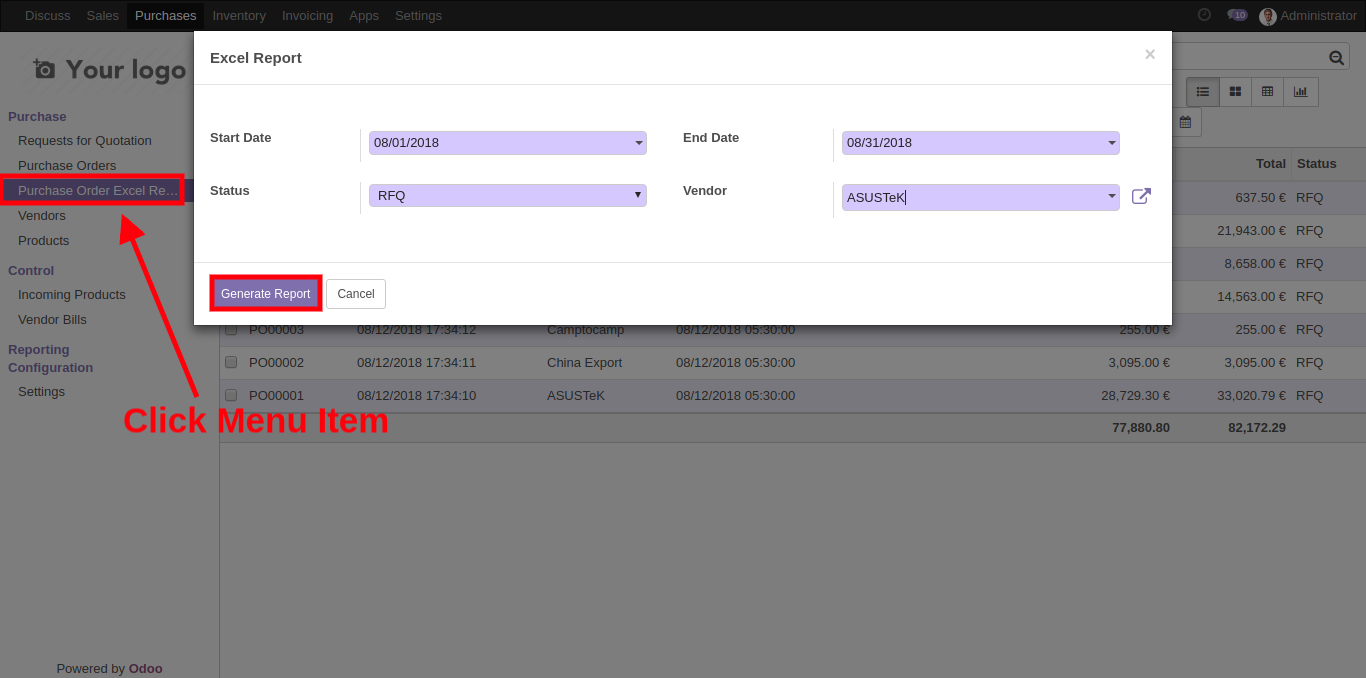 Discuss Sales Purchases Inventory Invoicing Apps Settings 10 Administrator
Your logo
Purchase
Requests for Quotation
Purchase Orders
Purchase Order Excel Re...
Vendors
Products
Control
Incoming Products
Vendor Bills
Reporting
Configuration
Settings
Powered by Odoo
Excel Report ×
Start Date 08/01/2018 End Date 08/31/2018
Status RFQ Vendor ASUSTeK
Generate Report Cancel
Click Menu Item
Total Status
637.50 € RFQ
21,943.00 € RFQ
8,658.00 € RFQ
14,563.00 € RFQ
PO00003 08/12/2018 17:34:12 Camptocamp 08/12/2018 05:30:00 255.00 € 255.00 € RFQ
PO00002 08/12/2018 17:34:11 China Export 08/12/2018 05:30:00 3,095.00 € 3,095.00 € RFQ
PO00001 08/12/2018 17:34:10 ASUSTeK 08/12/2018 05:30:00 28,729.30 € 33,020.79 € RFQ
77,880.80 82,172.29